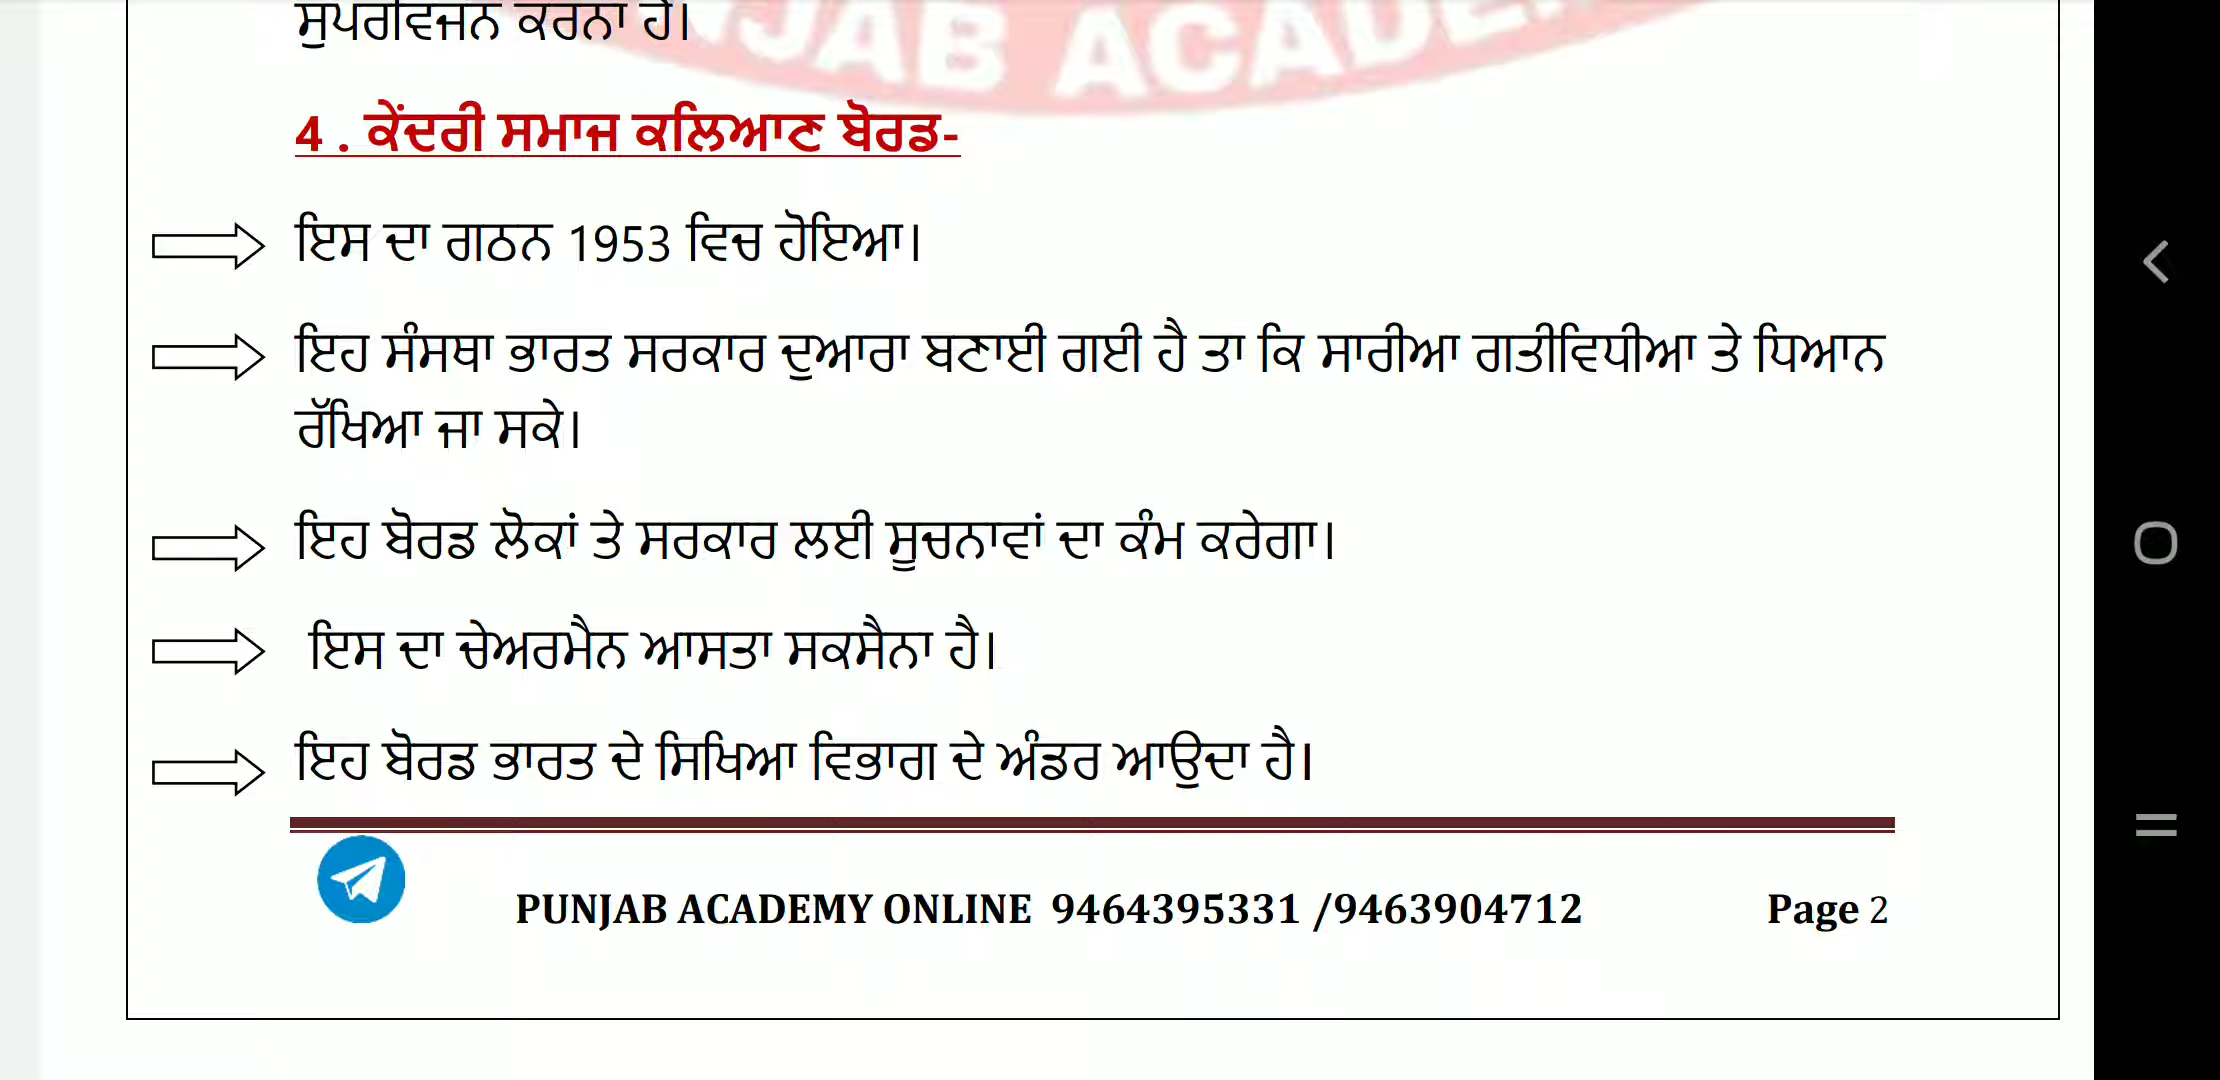 ਸੁਪਰਵਿਜਨ ਕਰਨਾ ਹੈ।
PUNJAB ACADEM
4 . ਕੇਂਦਰੀ ਸਮਾਜ ਕਲਿਆਣ ਬੋਰਡ-
ਇਸ ਦਾ ਗਠਨ 1953 ਵਿਚ ਹੋਇਆ।
ਇਹ ਸੰਸਥਾ ਭਾਰਤ ਸਰਕਾਰ ਦੁਆਰਾ ਬਣਾਈ ਗਈ ਹੈ ਤਾ ਕਿ ਸਾਰੀਆ ਗਤੀਵਿਧੀਆ ਤੇ ਧਿਆਨ
ਰੱਖਿਆ ਜਾ ਸਕੇ।
ਇਹ ਬੋਰਡ ਲੋਕਾਂ ਤੇ ਸਰਕਾਰ ਲਈ ਸੂਚਨਾਵਾਂ ਦਾ ਕੰਮ ਕਰੇਗਾ।
ਇਸ ਦਾ ਚੇਅਰਮੈਨ ਆਸਤਾ ਸਕਸੈਨਾ ਹੈ।
ਇਹ ਬੋਰਡ ਭਾਰਤ ਦੇ ਸਿਖਿਆ ਵਿਭਾਗ ਦੇ ਅੰਡਰ ਆਉਦਾ ਹੈ।
PUNJAB ACADEMY ONLINE 9464395331 /9463904712 Page 2